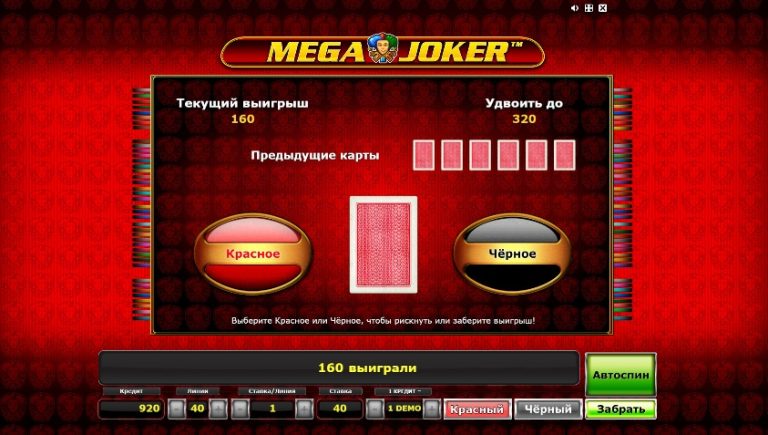 MEGA JOKER™
Текущий выигрыш
160
Удвоить до
320
Предыдущие карты
Красное
Чёрное
Выберите Красное или Чёрное, чтобы рискнуть или заберите выигрыш!
160 выиграли
Автоспин
Кредит
Линии
Ставка/Линия
Ставка
1 КРЕДИТ =
920
40
1
40
1 DEMO
Красный
Чёрный
Забрать